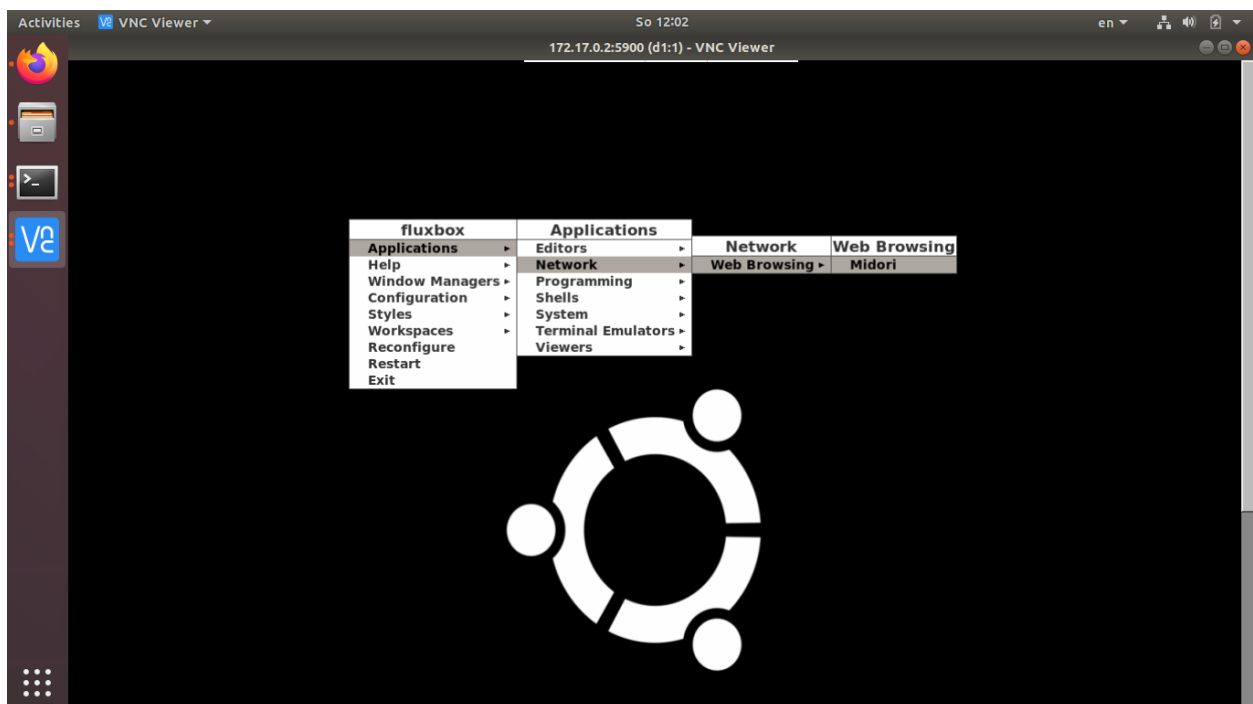 Activities VNC Viewer So 12:02 en
172.17.0.2:5900 (d1:1) - VNC Viewer
fluxbox
Applications
Help
Window Managers
Configuration
Styles
Workspaces
Reconfigure
Restart
Exit
Applications
Editors
Network
Programming
Shells
System
Terminal Emulators
Viewers
Network
Web Browsing
Web Browsing
Midori